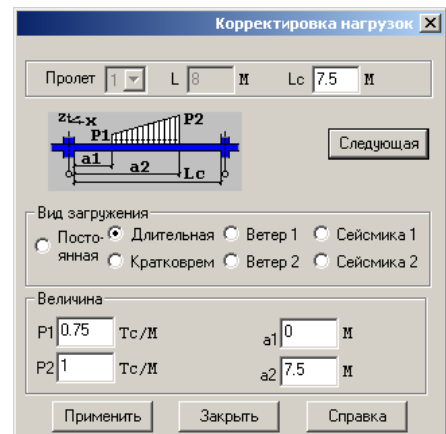 Корректировка нагрузок
Пролет 1 L 8 м Lc 7.5 м
z x P2
P1
a1
a2 Lc
Следующая
Вид загружения
Посто-янная Длительная Ветер 1 Сейсмика 1
Кратковрем Ветер 2 Сейсмика 2
Величина
P1 0.75 Тс/м a1 0 м
P2 1 Тс/м a2 7.5 м
Применить Закрыть Справка